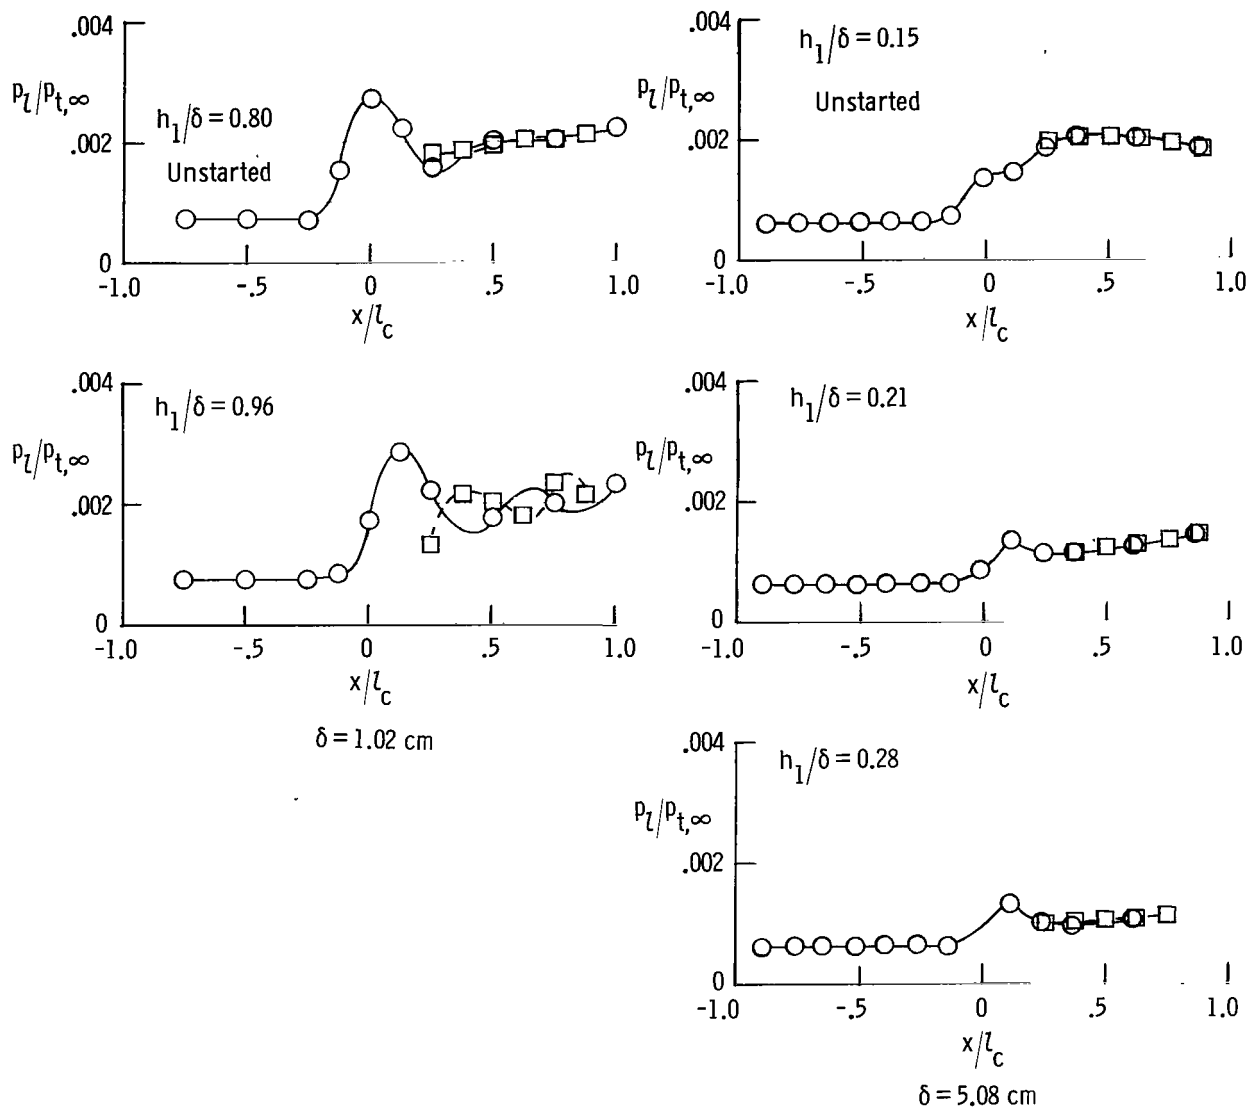 .004
p_l/p_t,∞
h_1/δ = 0.80
.002
Unstarted
0
-1.0 -.5 0 .5 1.0
x/l_c
.004
h_1/δ = 0.96
p_l/p_t,∞
.002
0
-1.0 -.5 0 .5 1.0
x/l_c
δ = 1.02 cm
.004
h_1/δ = 0.15
p_l/p_t,∞
Unstarted
.002
0
-1.0 -.5 0 .5 1.0
x/l_c
.004
h_1/δ = 0.21
p_l/p_t,∞
.002
0
-1.0 -.5 0 .5 1.0
x/l_c
.004
h_1/δ = 0.28
p_l/p_t,∞
.002
0
-1.0 -.5 0 .5 1.0
x/l_c
δ = 5.08 cm